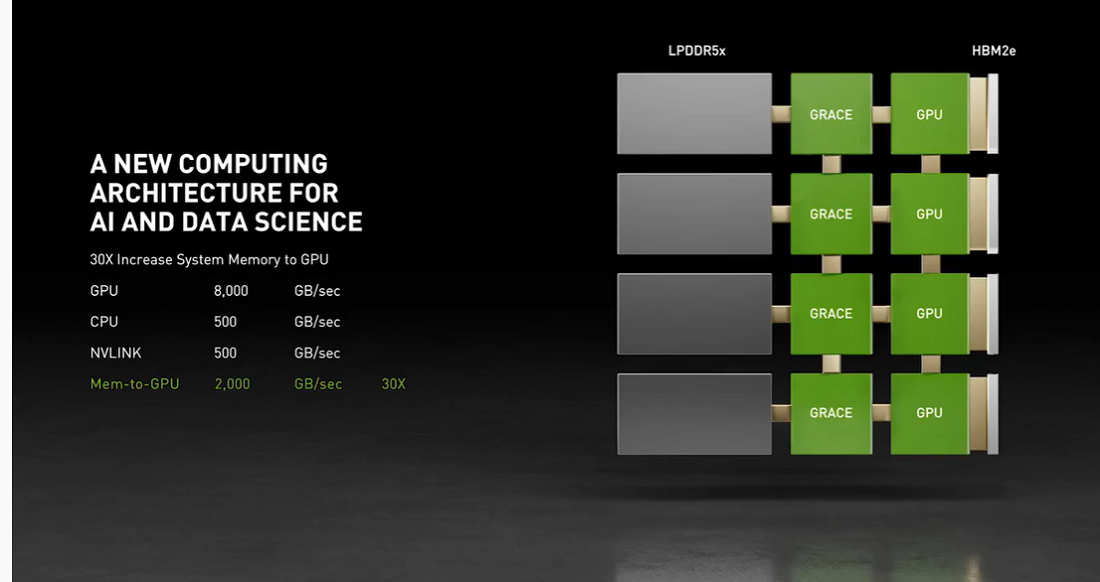 A NEW COMPUTING
ARCHITECTURE FOR
AI AND DATA SCIENCE
30X Increase System Memory to GPU
GPU 8,000 GB/sec
CPU 500 GB/sec
NVLINK 500 GB/sec
Mem-to-GPU 2,000 GB/sec 30X
LPDDR5x HBM2e
GRACE GPU
GRACE GPU
GRACE GPU
GRACE GPU